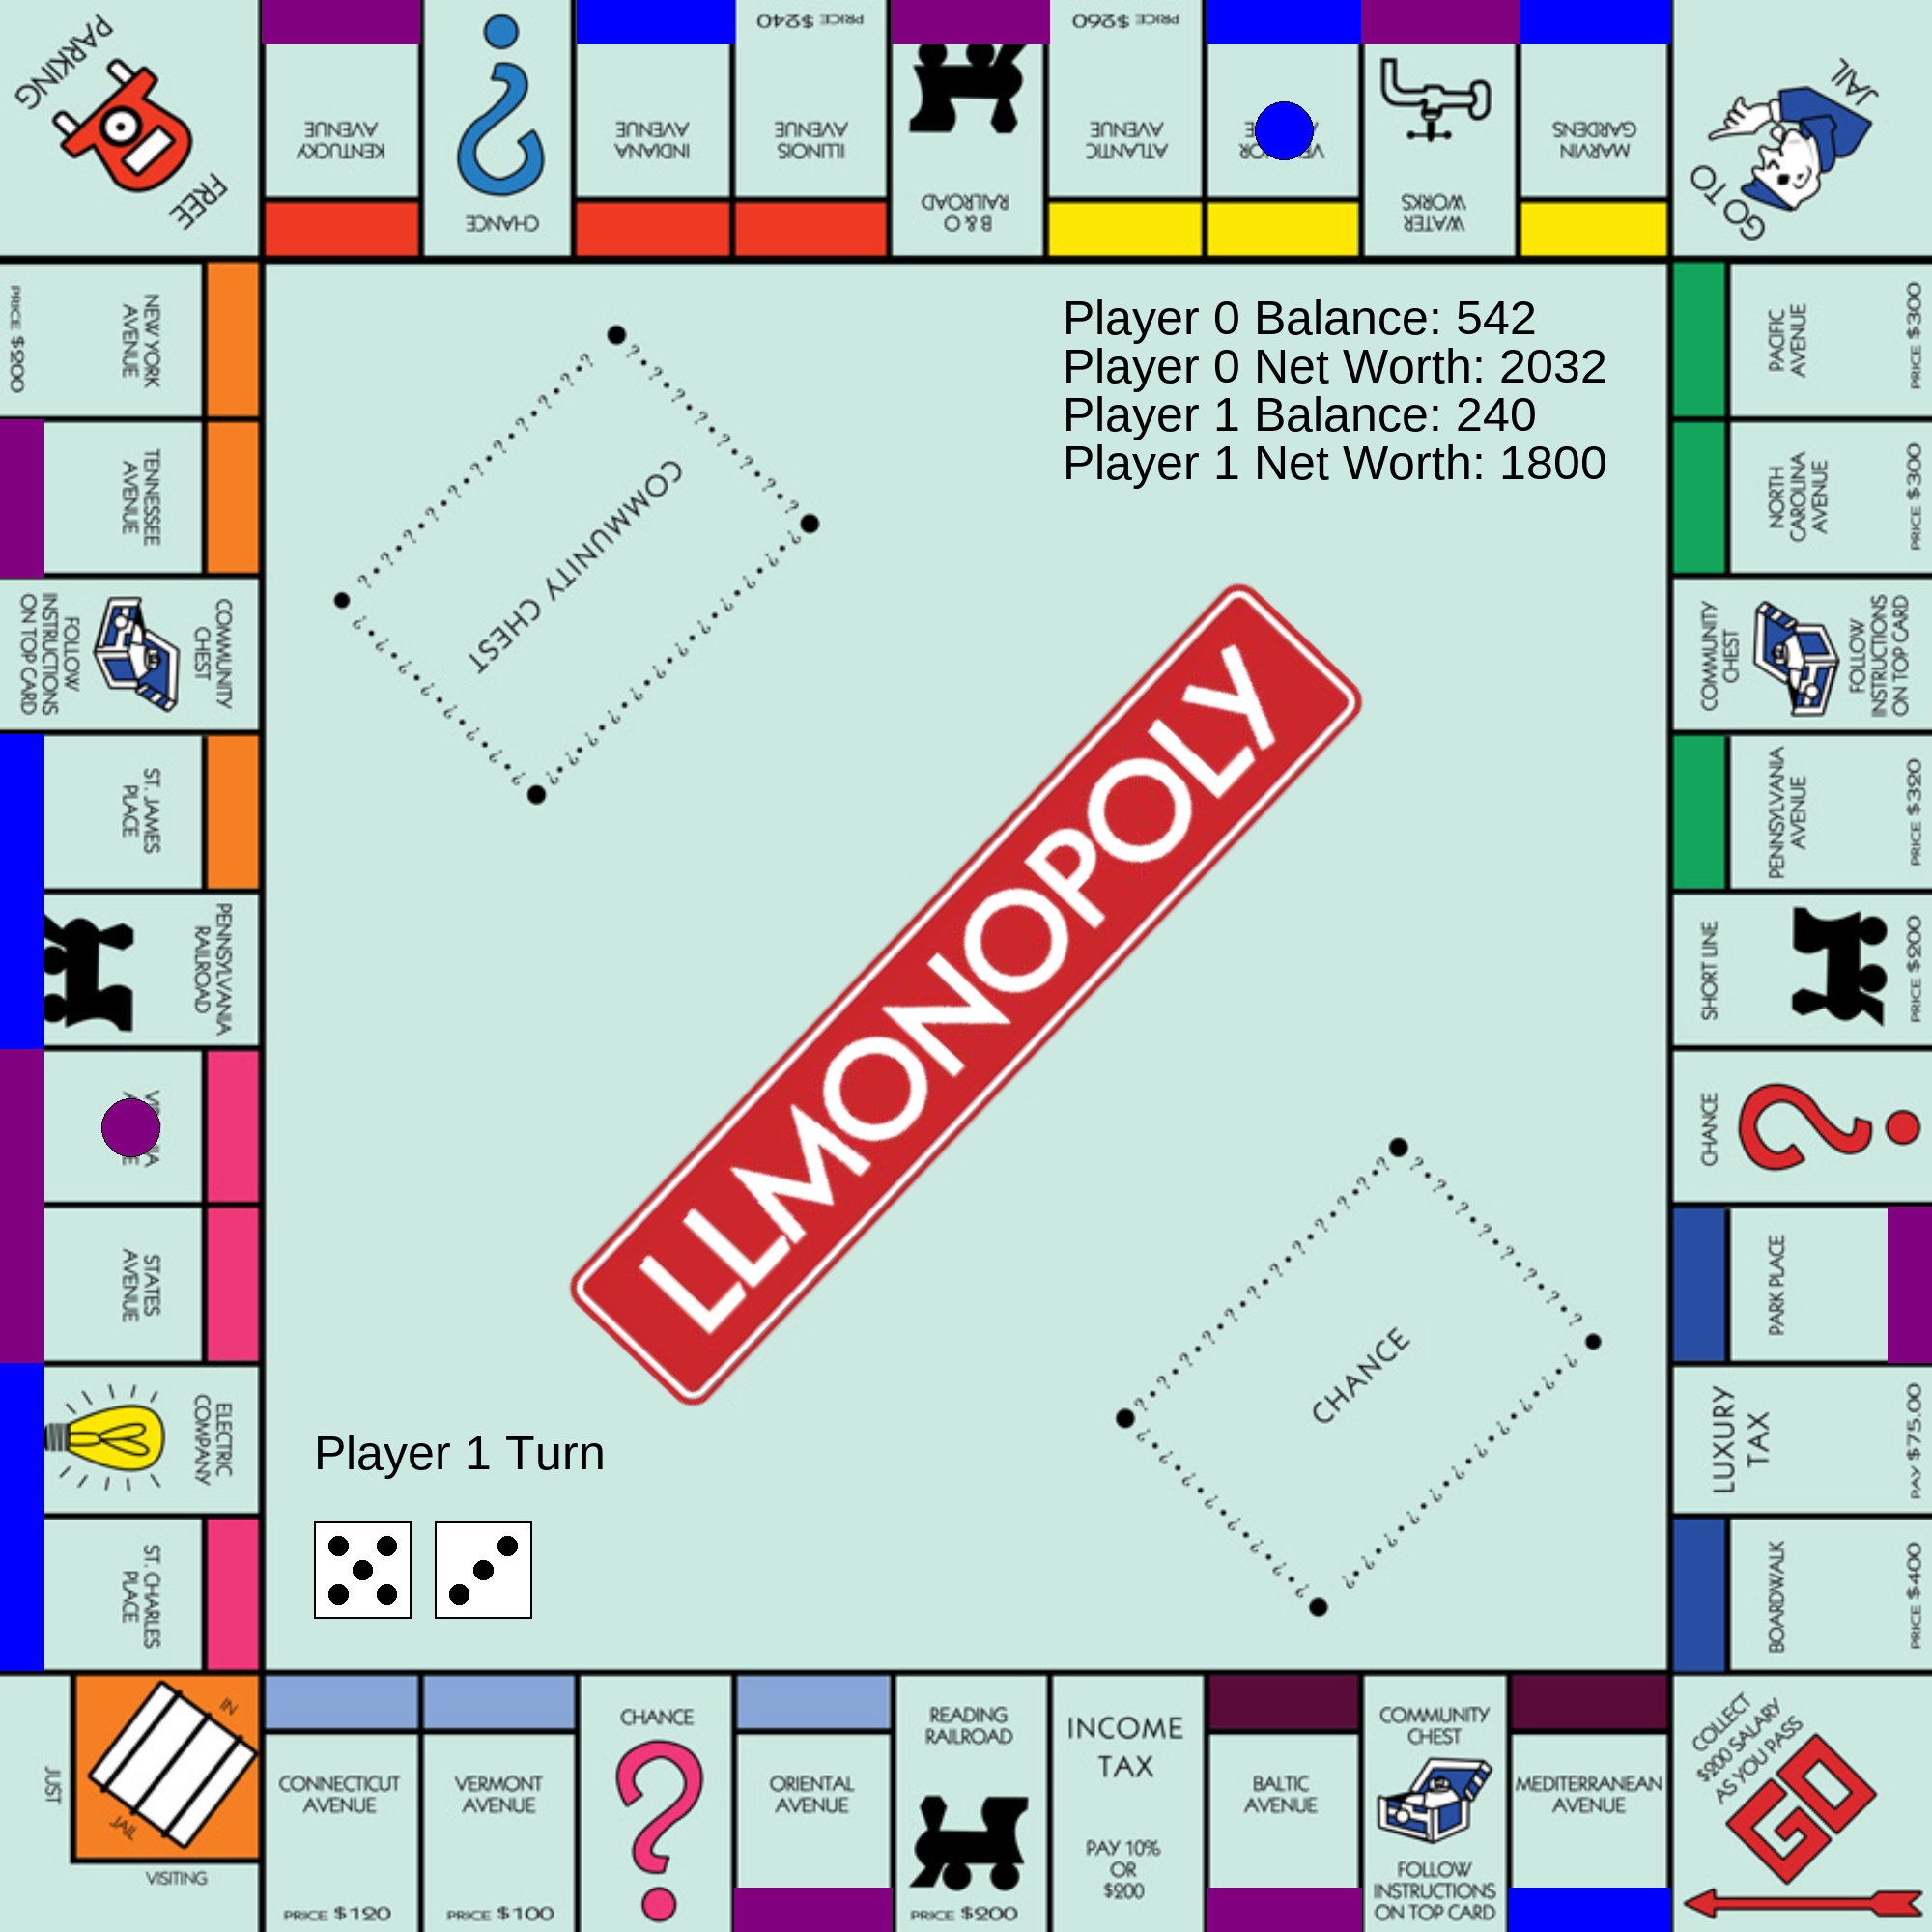 FREE
PARKING
KENTUCKY
AVENUE
CHANCE
INDIANA
AVENUE
ILLINOIS
AVENUE
PRICE $240
B & O
RAILROAD
ATLANTIC
AVENUE
PRICE $260
WATER
WORKS
MARVIN
GARDENS
GO TO
JAIL
NEW YORK
AVENUE
PRICE $200
TENNESSEE
AVENUE
COMMUNITY
CHEST
FOLLOW
INSTRUCTIONS
ON TOP CARD
ST. JAMES
PLACE
PENNSYLVANIA
RAILROAD
STATES
AVENUE
ELECTRIC
COMPANY
ST. CHARLES
PLACE
Player 0 Balance: 542
Player 0 Net Worth: 2032
Player 1 Balance: 240
Player 1 Net Worth: 1800
COMMUNITY CHEST
LLMONOPOLY
CHANCE
Player 1 Turn
PACIFIC
AVENUE
PRICE $300
NORTH
CAROLINA
AVENUE
PRICE $300
COMMUNITY
CHEST
FOLLOW
INSTRUCTIONS
ON TOP CARD
PENNSYLVANIA
AVENUE
PRICE $320
SHORT LINE
PRICE $200
CHANCE
PARK PLACE
LUXURY
TAX
PAY $75.00
BOARDWALK
PRICE $400
JUST
VISITING
IN
JAIL
CONNECTICUT
AVENUE
PRICE $120
VERMONT
AVENUE
PRICE $100
CHANCE
ORIENTAL
AVENUE
READING
RAILROAD
PRICE $200
INCOME
TAX
PAY 10%
OR
$200
BALTIC
AVENUE
COMMUNITY
CHEST
FOLLOW
INSTRUCTIONS
ON TOP CARD
MEDITERRANEAN
AVENUE
COLLECT
$200 SALARY
AS YOU PASS
GO